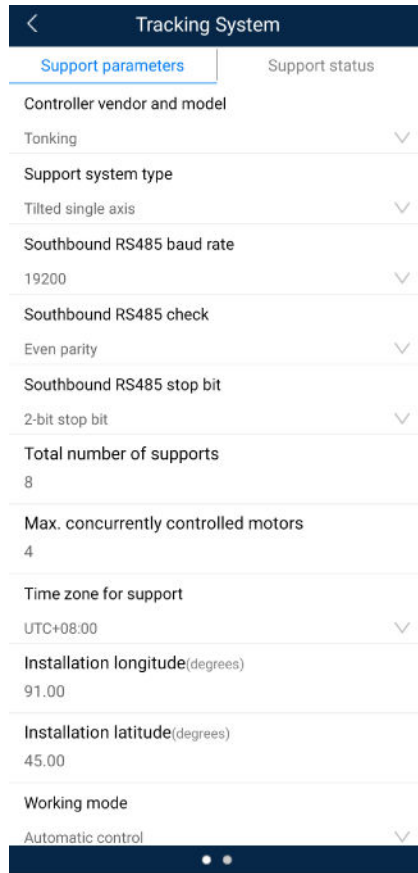 Tracking System
Support parameters
Support status
Controller vendor and model
Tonking
Support system type
Tilted single axis
Southbound RS485 baud rate
19200
Southbound RS485 check
Even parity
Southbound RS485 stop bit
2-bit stop bit
Total number of supports
8
Max. concurrently controlled motors
4
Time zone for support
UTC+08:00
Installation longitude(degrees)
91.00
Installation latitude(degrees)
45.00
Working mode
Automatic control